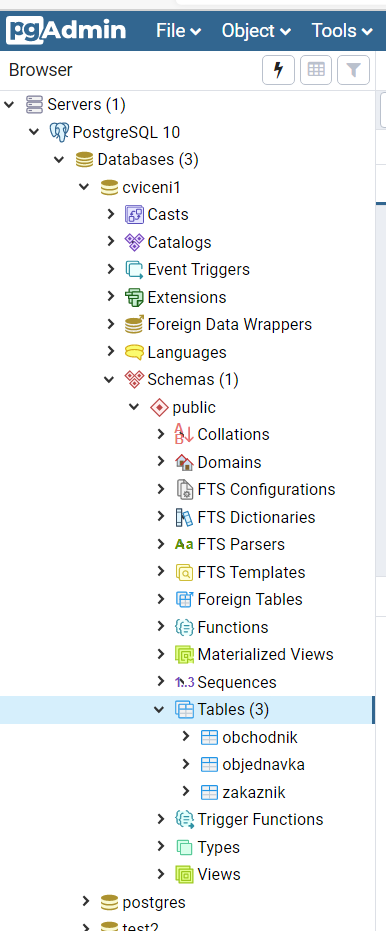 pgAdmin File Object Tools
Browser
Servers (1)
PostgreSQL 10
Databases (3)
cviceni1
Casts
Catalogs
Event Triggers
Extensions
Foreign Data Wrappers
Languages
Schemas (1)
public
Collations
Domains
FTS Configurations
FTS Dictionaries
Aa FTS Parsers
FTS Templates
Foreign Tables
Functions
Materialized Views
1..3 Sequences
Tables (3)
obchodnik
objednavka
zakaznik
Trigger Functions
Types
Views
postgres
test2